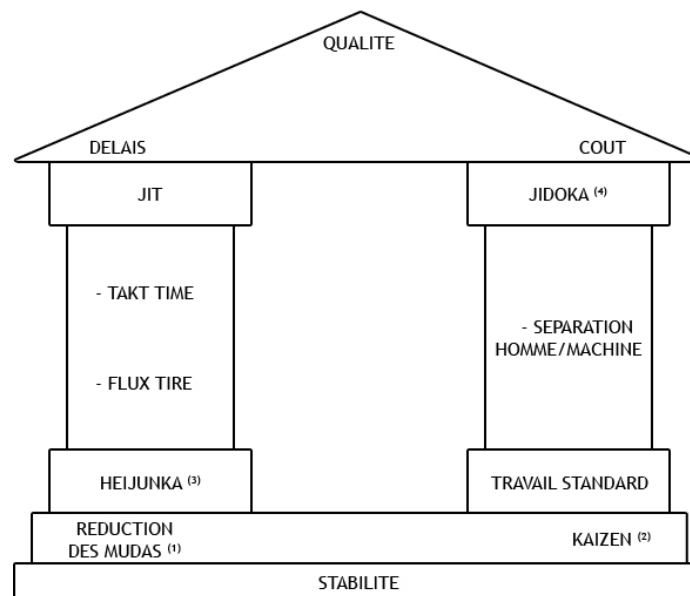 QUALITE
DELAIS
COUT
JIT
JIDOKA (4)
- TAKT TIME
- SEPARATION
HOMME/MACHINE
- FLUX TIRE
HEIJUNKA (3)
TRAVAIL STANDARD
REDUCTION
DES MUDAS (1)
KAIZEN (2)
STABILITE